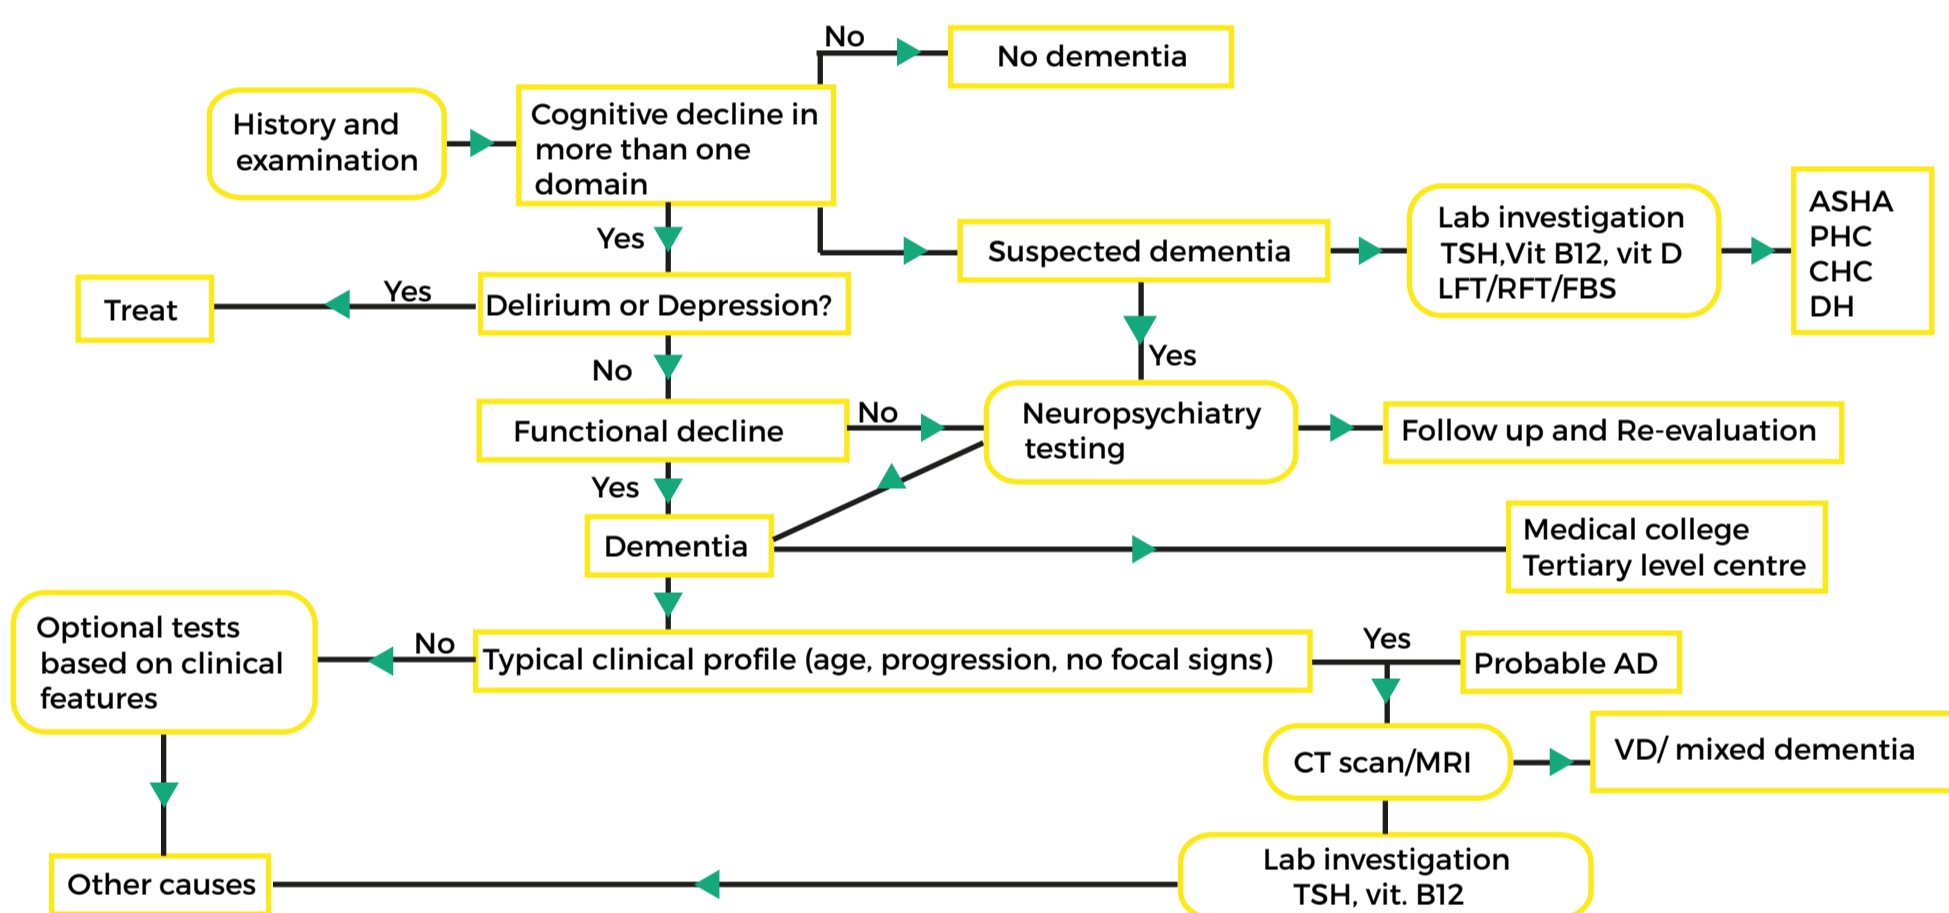 No
No dementia
History and
examination
Cognitive decline in
more than one
domain
Yes
Suspected dementia
Lab investigation
TSH,Vit B12, vit D
LFT/RFT/FBS
ASHA
PHC
CHC
DH
Treat
Yes
Delirium or Depression?
No
Yes
Functional decline
No
Neuropsychiatry
testing
Follow up and Re-evaluation
Yes
Dementia
Medical college
Tertiary level centre
Optional tests
based on clinical
features
No
Typical clinical profile (age, progression, no focal signs)
Yes
Probable AD
CT scan/MRI
VD/ mixed dementia
Lab investigation
TSH, vit. B12
Other causes